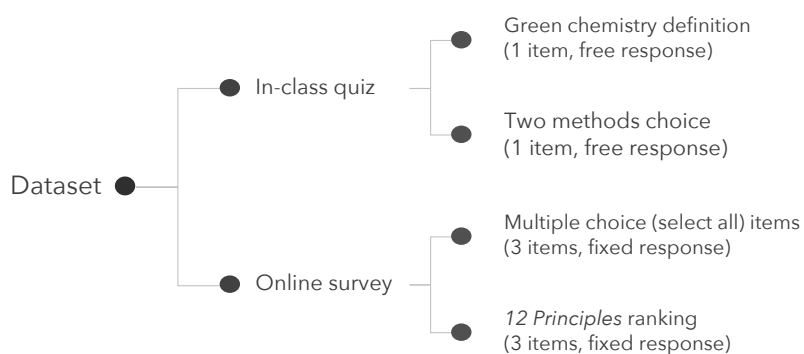 Dataset
In-class quiz
Green chemistry definition
(1 item, free response)
Two methods choice
(1 item, free response)
Online survey
Multiple choice (select all) items
(3 items, fixed response)
12 Principles ranking
(3 items, fixed response)